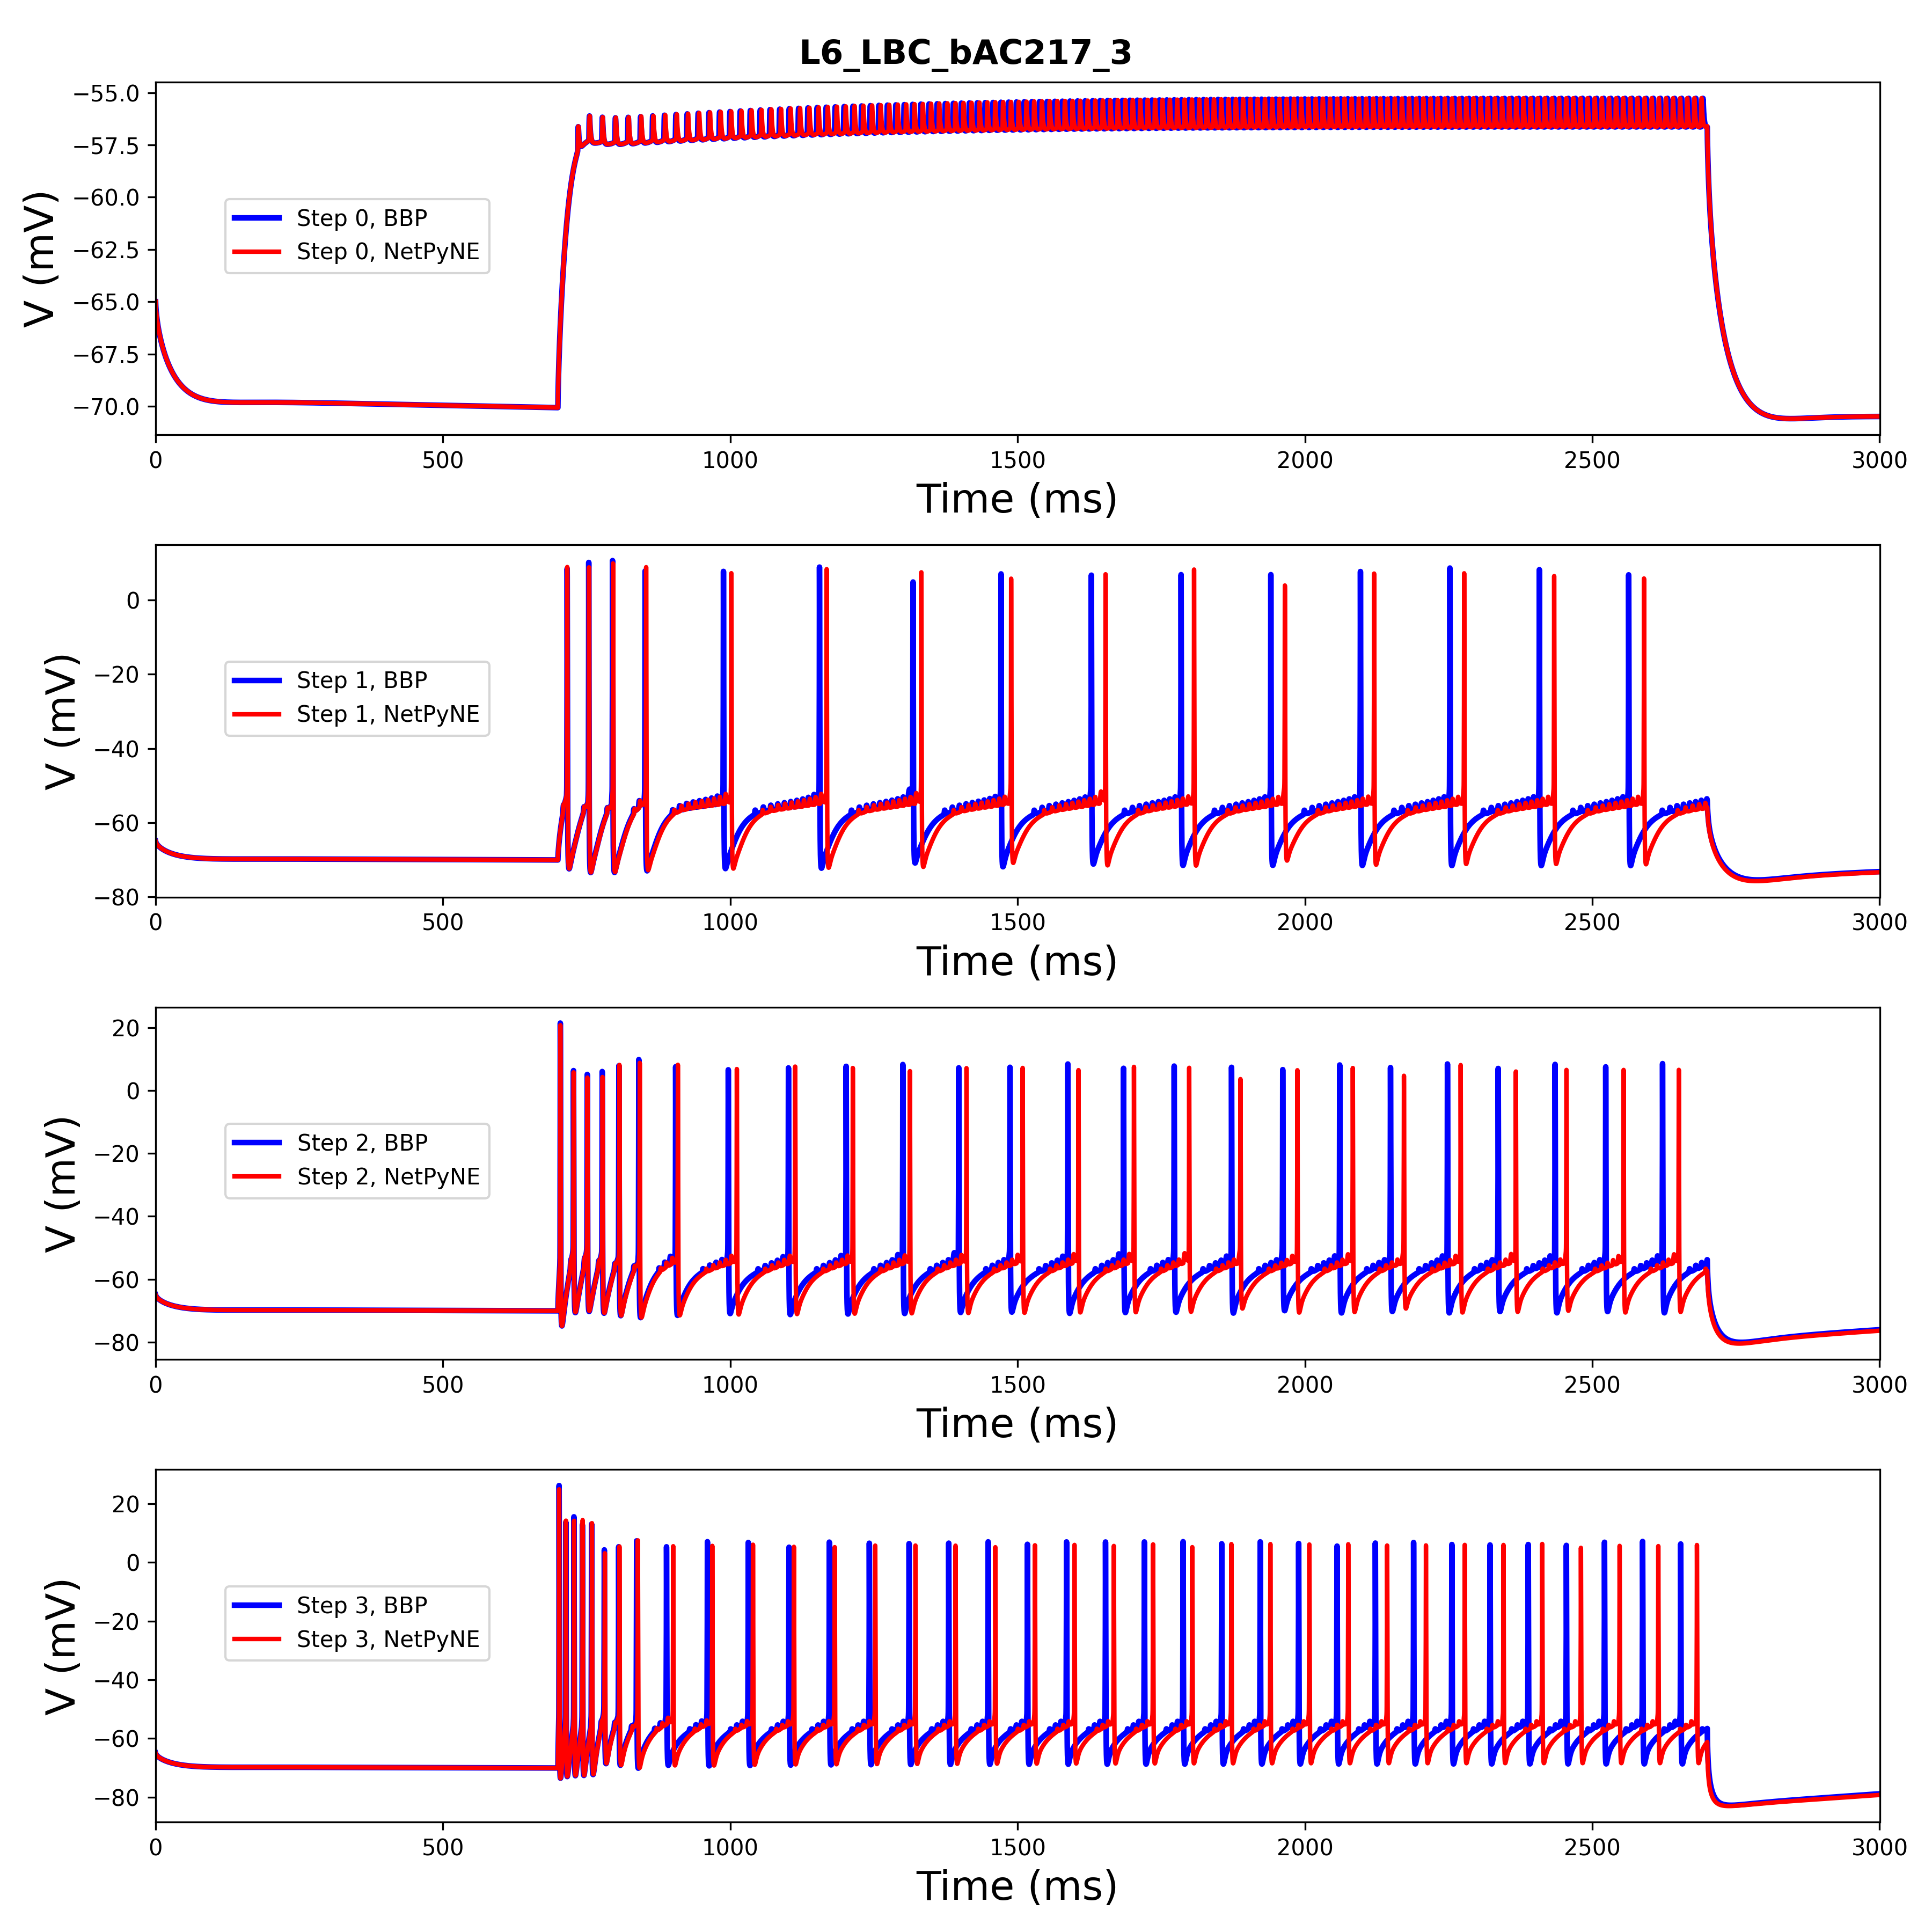 L6_LBC_bAC217_3
−55.0
−57.5
−60.0
−62.5
−65.0
−67.5
−70.0
V (mV)
Step 0, BBP
Step 0, NetPyNE
0 500 1000 1500 2000 2500 3000
Time (ms)
0
−20
−40
−60
−80
V (mV)
Step 1, BBP
Step 1, NetPyNE
0 500 1000 1500 2000 2500 3000
Time (ms)
20
0
−20
−40
−60
−80
V (mV)
Step 2, BBP
Step 2, NetPyNE
0 500 1000 1500 2000 2500 3000
Time (ms)
20
0
−20
−40
−60
−80
V (mV)
Step 3, BBP
Step 3, NetPyNE
0 500 1000 1500 2000 2500 3000
Time (ms)